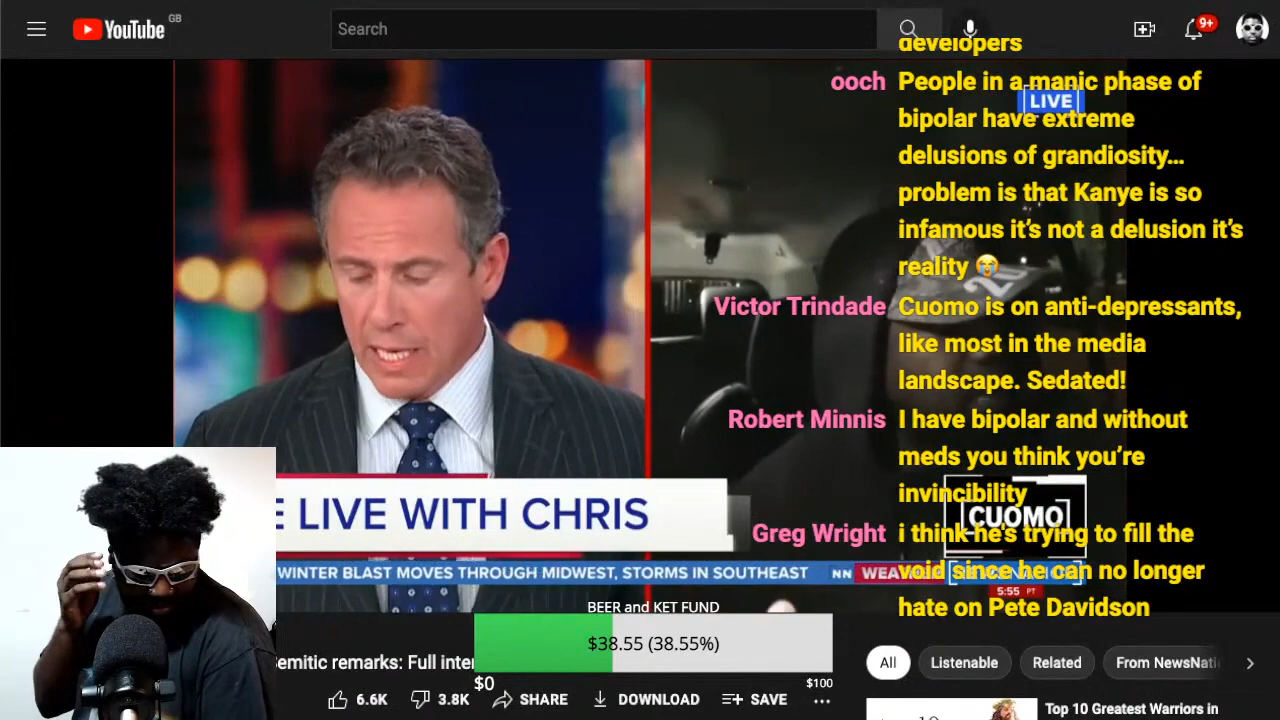 YouTube
GB
Search
9+
developers
ooch People in a manic phase of
bipolar have extreme
delusions of grandiosity...
problem is that Kanye is so
infamous it's not a delusion it's
reality 😭
LIVE
Victor Trindade Cuomo is on anti-depressants,
like most in the media
landscape. Sedated!
Robert Minnis I have bipolar and without
meds you think you're
invincibility
CUOMO
Greg Wright i think he's trying to fill the
void since he can no longer
hate on Pete Davidson
E LIVE WITH CHRIS
WINTER BLAST MOVES THROUGH MIDWEST, STORMS IN SOUTHEAST NN
5:55 PT
BEER and KET FUND
$38.55 (38.55%)
$0
$100
emitic remarks: Full inter
6.6K 3.8K SHARE DOWNLOAD SAVE
All Listenable Related From NewsNati
Top 10 Greatest Warriors in